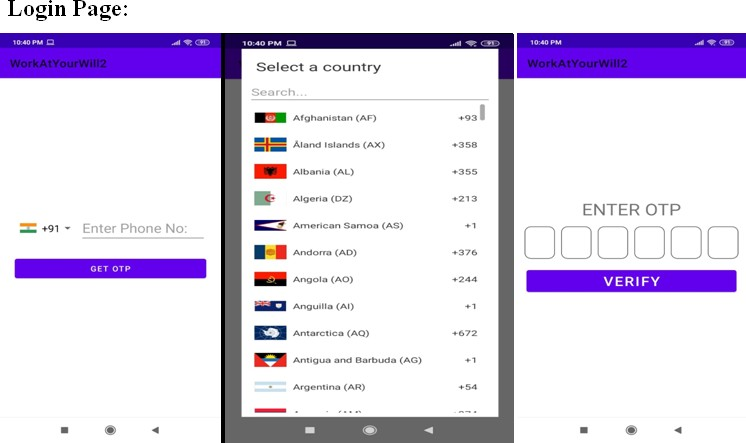 Login Page:
10:40 PM
91
WorkAtYourWill2
+91
Enter Phone No:
GET OTP
10:40 PM
91
Select a country
Search...
Afghanistan (AF) +93
Åland Islands (AX) +358
Albania (AL) +355
Algeria (DZ) +213
American Samoa (AS) +1
Andorra (AD) +376
Angola (AO) +244
Anguilla (AI) +1
Antarctica (AQ) +672
Antigua and Barbuda (AG) +1
Argentina (AR) +54
10:40 PM
91
WorkAtYourWill2
ENTER OTP
VERIFY